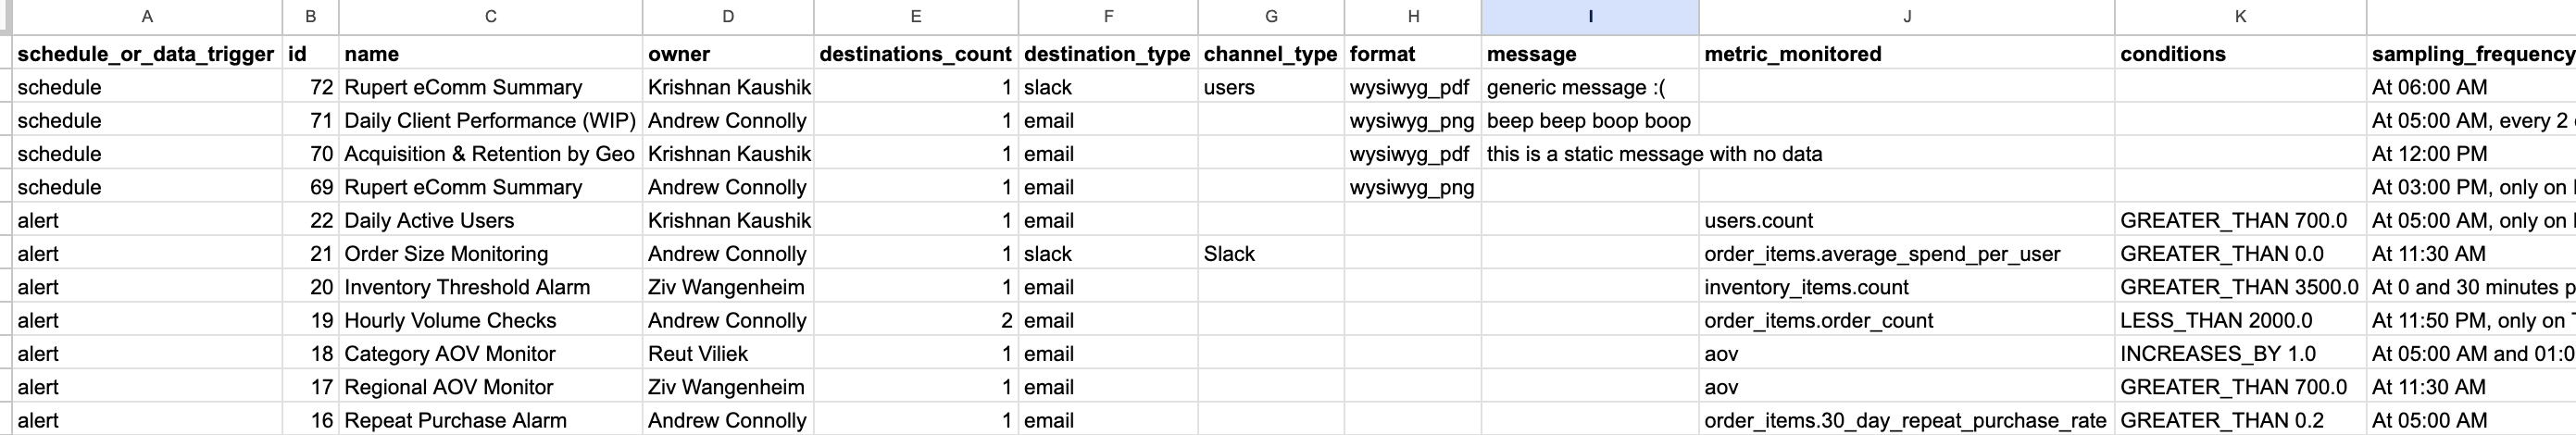 A B C D E F G H I J K
schedule_or_data_trigger id name owner destinations_count destination_type channel_type format message metric_monitored conditions sampling_frequency
schedule 72 Rupert eComm Summary Krishnan Kaushik 1 slack users wysiwyg_pdf generic message :( At 06:00 AM
schedule 71 Daily Client Performance (WIP) Andrew Connolly 1 email wysiwyg_png beep beep boop boop At 05:00 AM, every 2
schedule 70 Acquisition & Retention by Geo Krishnan Kaushik 1 email wysiwyg_pdf this is a static message with no data At 12:00 PM
schedule 69 Rupert eComm Summary Andrew Connolly 1 email wysiwyg_png At 03:00 PM, only on
alert 22 Daily Active Users Krishnan Kaushik 1 email users.count GREATER_THAN 700.0 At 05:00 AM, only on
alert 21 Order Size Monitoring Andrew Connolly 1 slack Slack order_items.average_spend_per_user GREATER_THAN 0.0 At 11:30 AM
alert 20 Inventory Threshold Alarm Ziv Wangenheim 1 email inventory_items.count GREATER_THAN 3500.0 At 0 and 30 minutes p
alert 19 Hourly Volume Checks Andrew Connolly 2 email order_items.order_count LESS_THAN 2000.0 At 11:50 PM, only on
alert 18 Category AOV Monitor Reut Viliek 1 email aov INCREASES_BY 1.0 At 05:00 AM and 01:0
alert 17 Regional AOV Monitor Ziv Wangenheim 1 email aov GREATER_THAN 700.0 At 11:30 AM
alert 16 Repeat Purchase Alarm Andrew Connolly 1 email order_items.30_day_repeat_purchase_rate GREATER_THAN 0.2 At 05:00 AM